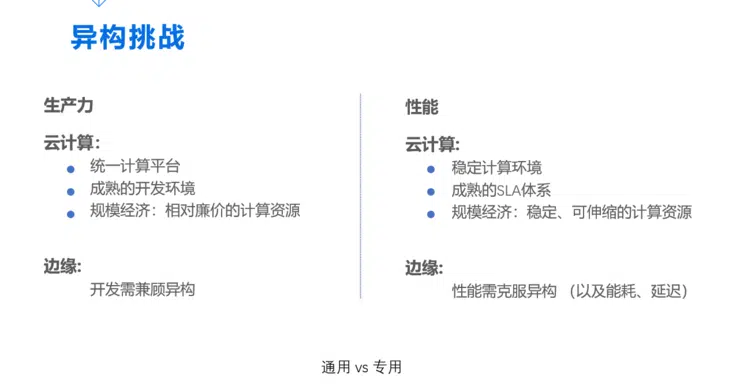 异构挑战
生产力
云计算：
统一计算平台
成熟的开发环境
规模经济：相对廉价的计算资源
边缘:
开发需兼顾异构
性能
云计算:
稳定计算环境
成熟的SLA体系
规模经济：稳定、可伸缩的计算资源
边缘:
性能需克服异构 （以及能耗、延迟）
通用 vs 专用